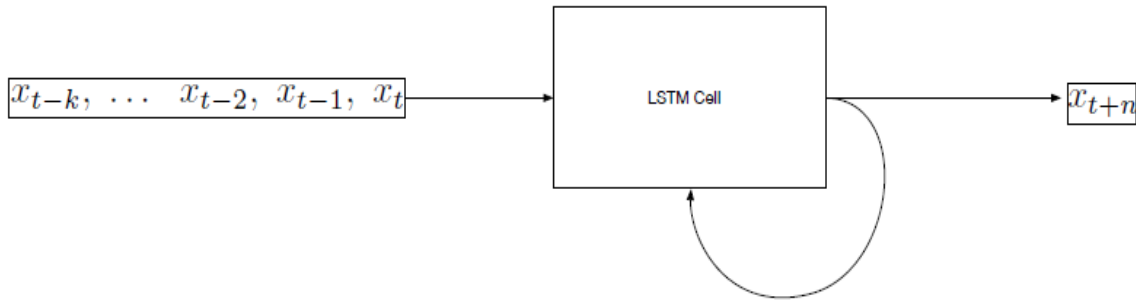 x_{t−k}, … x_{t−2}, x_{t−1}, x_t
LSTM Cell
x_{t+n}